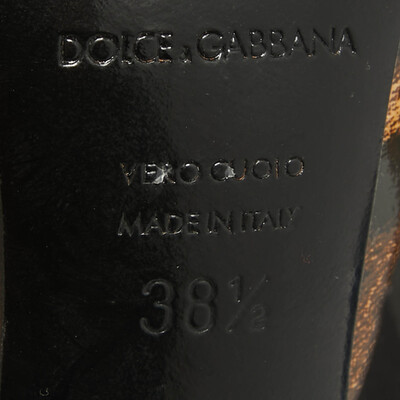 DOLCE & GABBANA
VERO CUOIO
MADE IN ITALY
38½